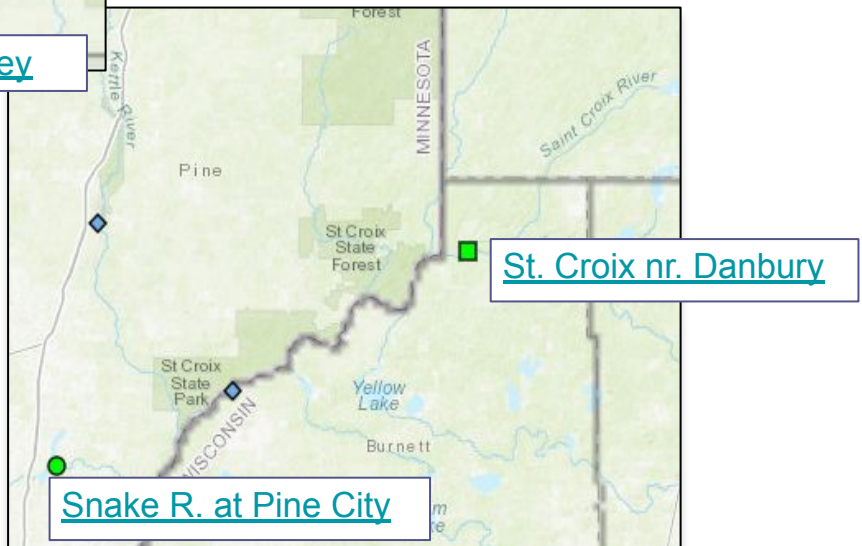 Forest
ey
Kettle River
MINNESOTA
Saint Croix River
Pine
St Croix
State
Forest
St. Croix nr. Danbury
St Croix
State
Park
WISCONSIN
Yellow
Lake
Burnett
Snake R. at Pine City
m
e